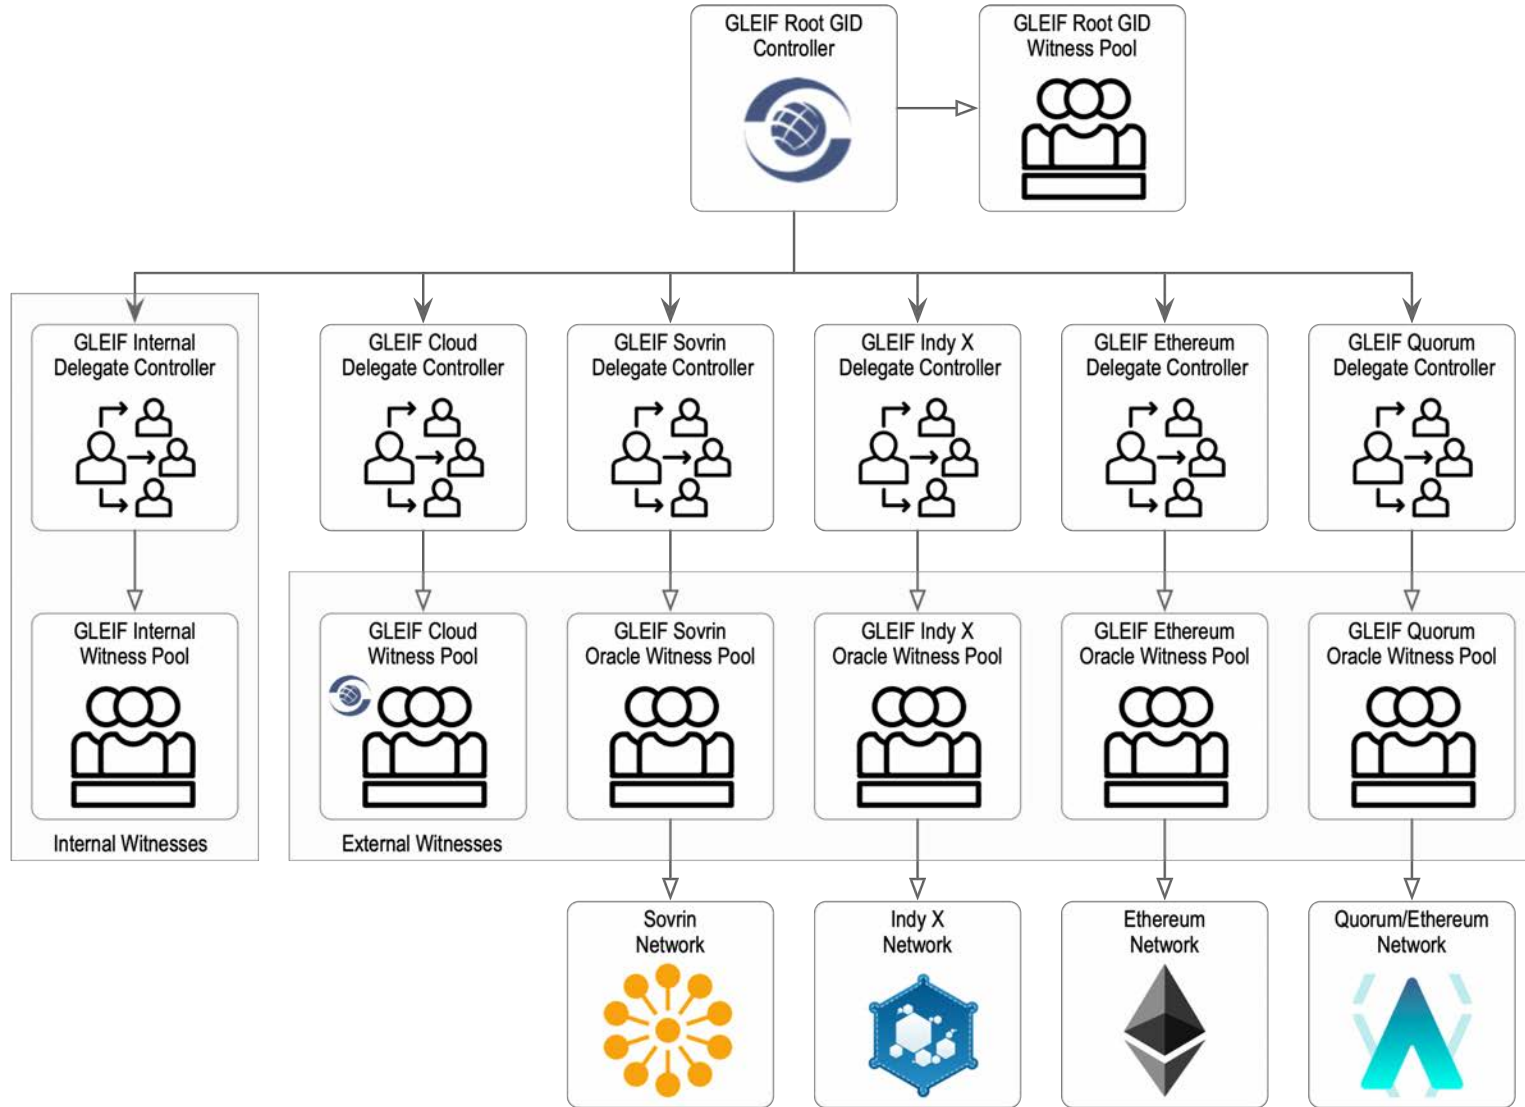 GLEIF Root GID
Controller
GLEIF Root GID
Witness Pool
GLEIF Internal
Delegate Controller
GLEIF Cloud
Delegate Controller
GLEIF Sovrin
Delegate Controller
GLEIF Indy X
Delegate Controller
GLEIF Ethereum
Delegate Controller
GLEIF Quorum
Delegate Controller
GLEIF Internal
Witness Pool
GLEIF Cloud
Witness Pool
GLEIF Sovrin
Oracle Witness Pool
GLEIF Indy X
Oracle Witness Pool
GLEIF Ethereum
Oracle Witness Pool
GLEIF Quorum
Oracle Witness Pool
Internal Witnesses
External Witnesses
Sovrin
Network
Indy X
Network
Ethereum
Network
Quorum/Ethereum
Network